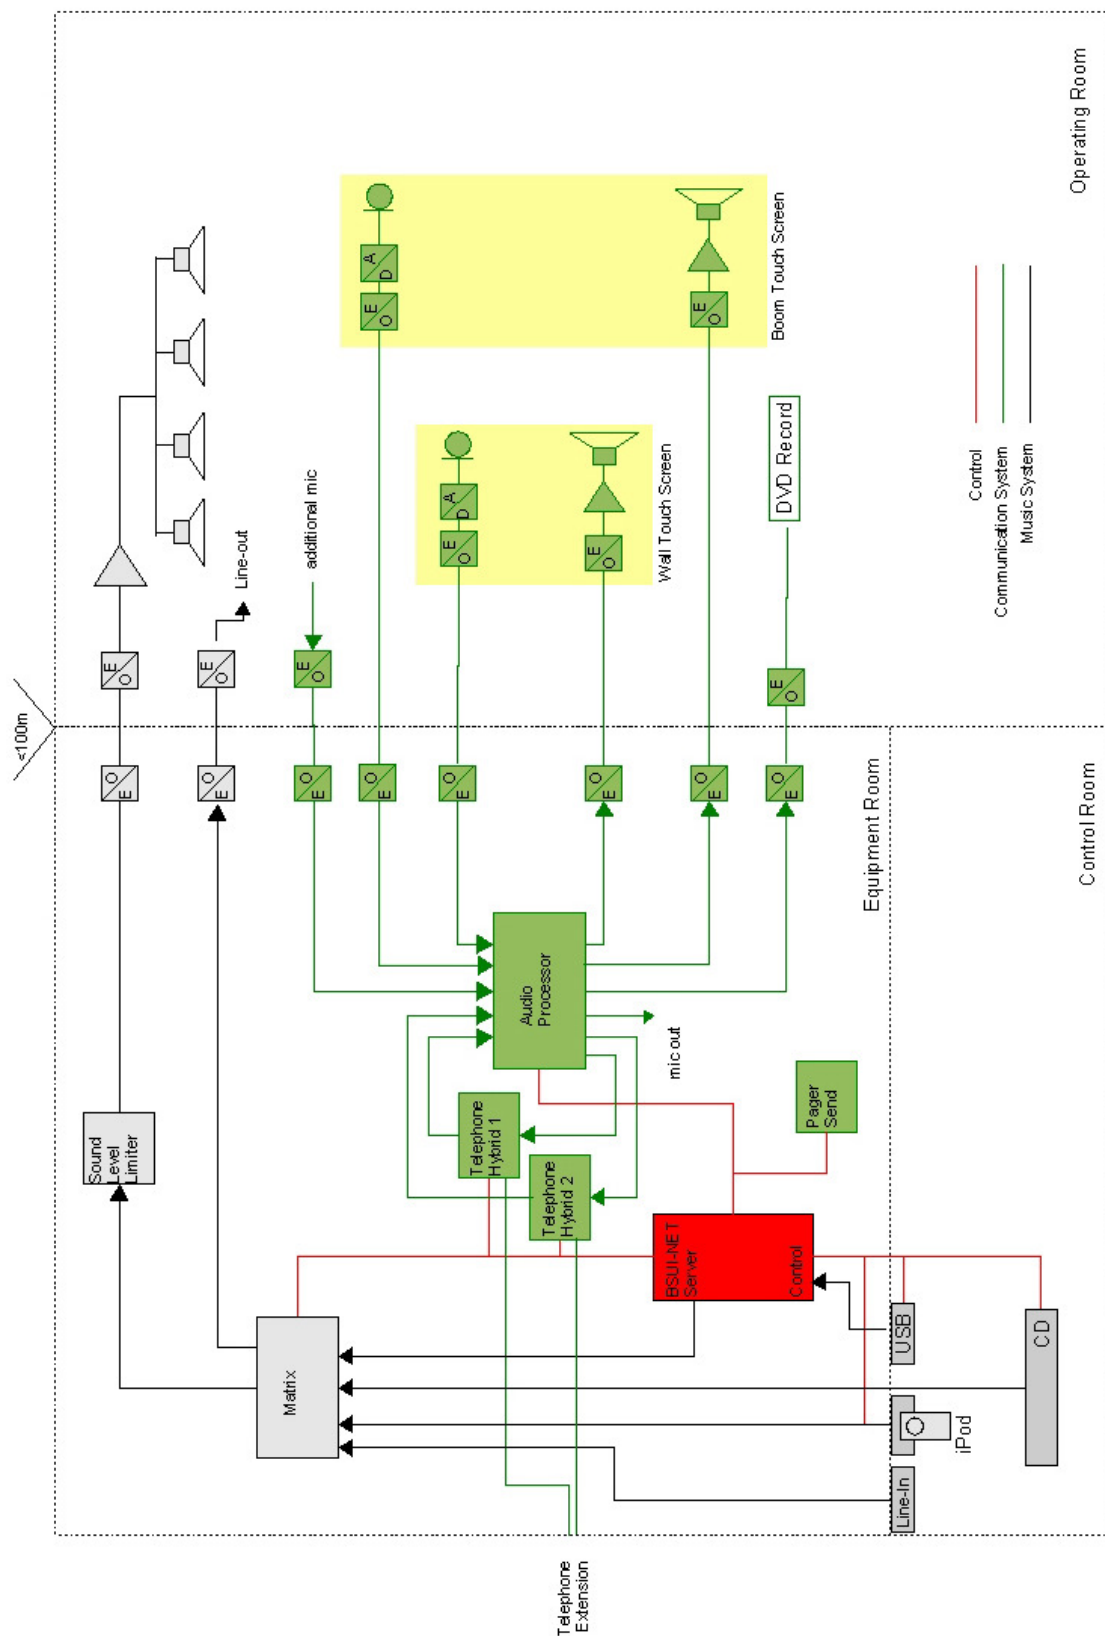 <100m
Operating Room
Line-out
additional mic
A
D
E
O
Boom Touch Screen
E
O
A
D
E
O
Wall Touch Screen
E
O
DVD Record
Control
Communication System
Music System
E
O
E
O
E
O
E
O
O
E
O
E
O
E
O
E
O
E
O
E
O
E
O
E
Equipment Room
Control Room
Sound
Level
Limiter
Audio
Processor
mic out
Telephone
Hybrid 1
Telephone
Hybrid 2
Pager
Send
BSUI-NET
Server
Control
Matrix
USB
CD
iPod
Line-In
Telephone
Extension